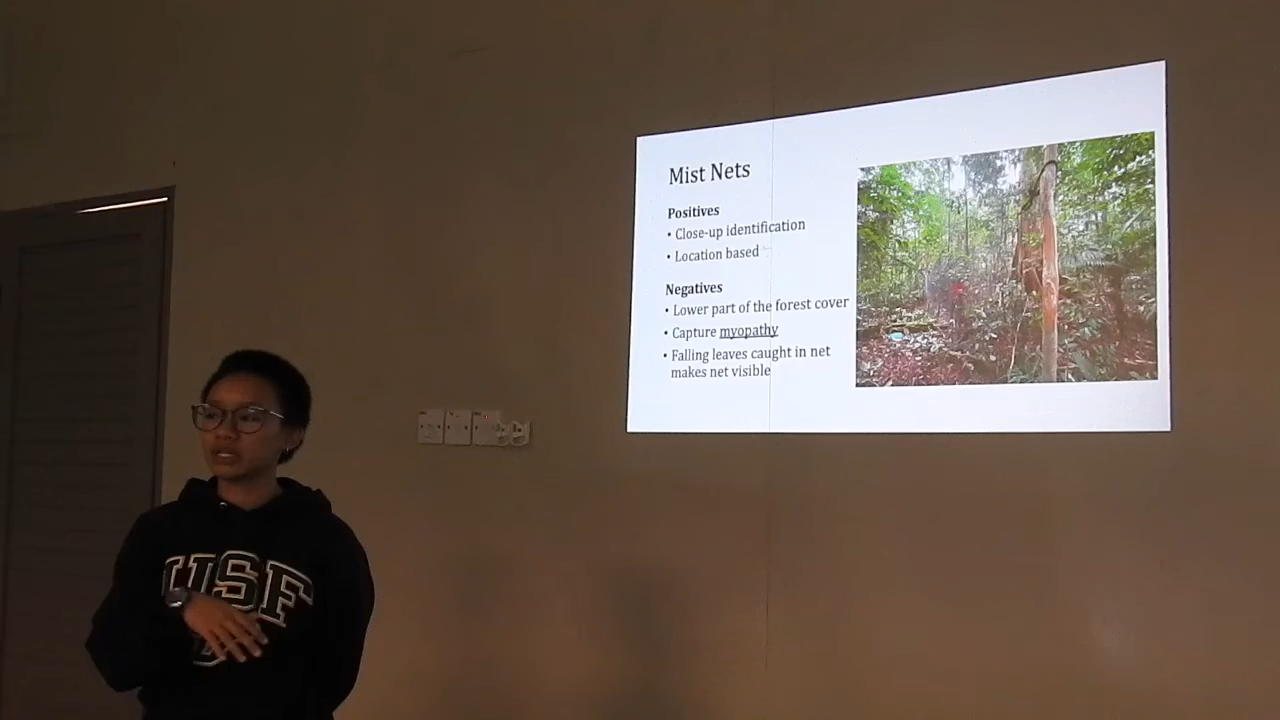 Mist Nets
Positives
• Close-up identification
• Location based
Negatives
• Lower part of the forest cover
• Capture myopathy
• Falling leaves caught in net
makes net visible
USF